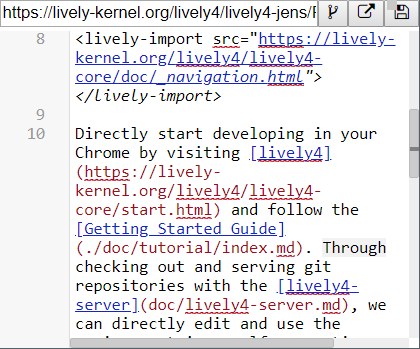 https://lively-kernel.org/lively4/lively4-jens/
8 <lively-import src="https://lively-
kernel.org/lively4/lively4-
core/doc/_navigation.html">
</lively-import>
9
10 Directly start developing in your
Chrome by visiting [lively4]
(https://lively-
kernel.org/lively4/lively4-
core/start.html) and follow the
[Getting Started Guide]
(./doc/tutorial/index.md). Through
checking out and serving git
repositories with the [lively4-
server](doc/lively4-server.md), we
can directly edit and use the